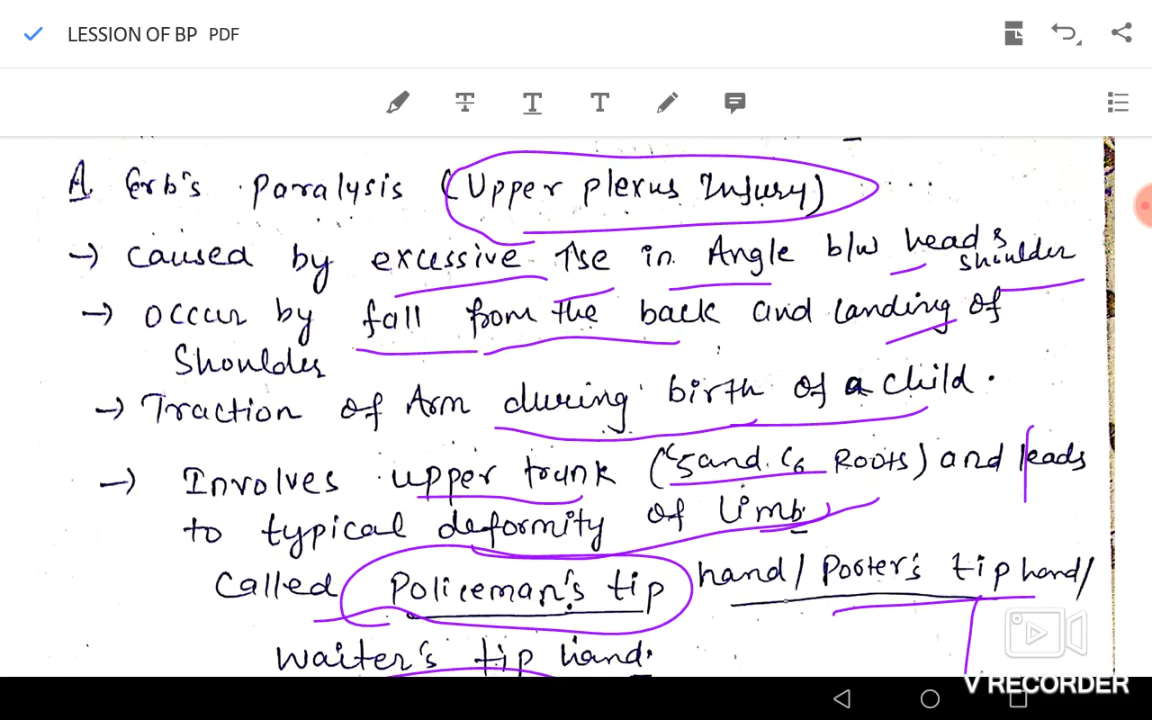 LESSION OF BP PDF
A. Erb's Paralysis (Upper plexus Injury)
→ Caused by excessive ↑se in Angle b/w head & shoulder
→ occur by fall from the back and landing of
Shoulder
→ Traction of Arm during birth of a child.
→ Involves upper trunk (C5 and C6 Roots) and leads
to typical deformity of limb
Called Policeman's tip hand/ Poster's tip hand/
Waiter's tip hand.
V RECORDER